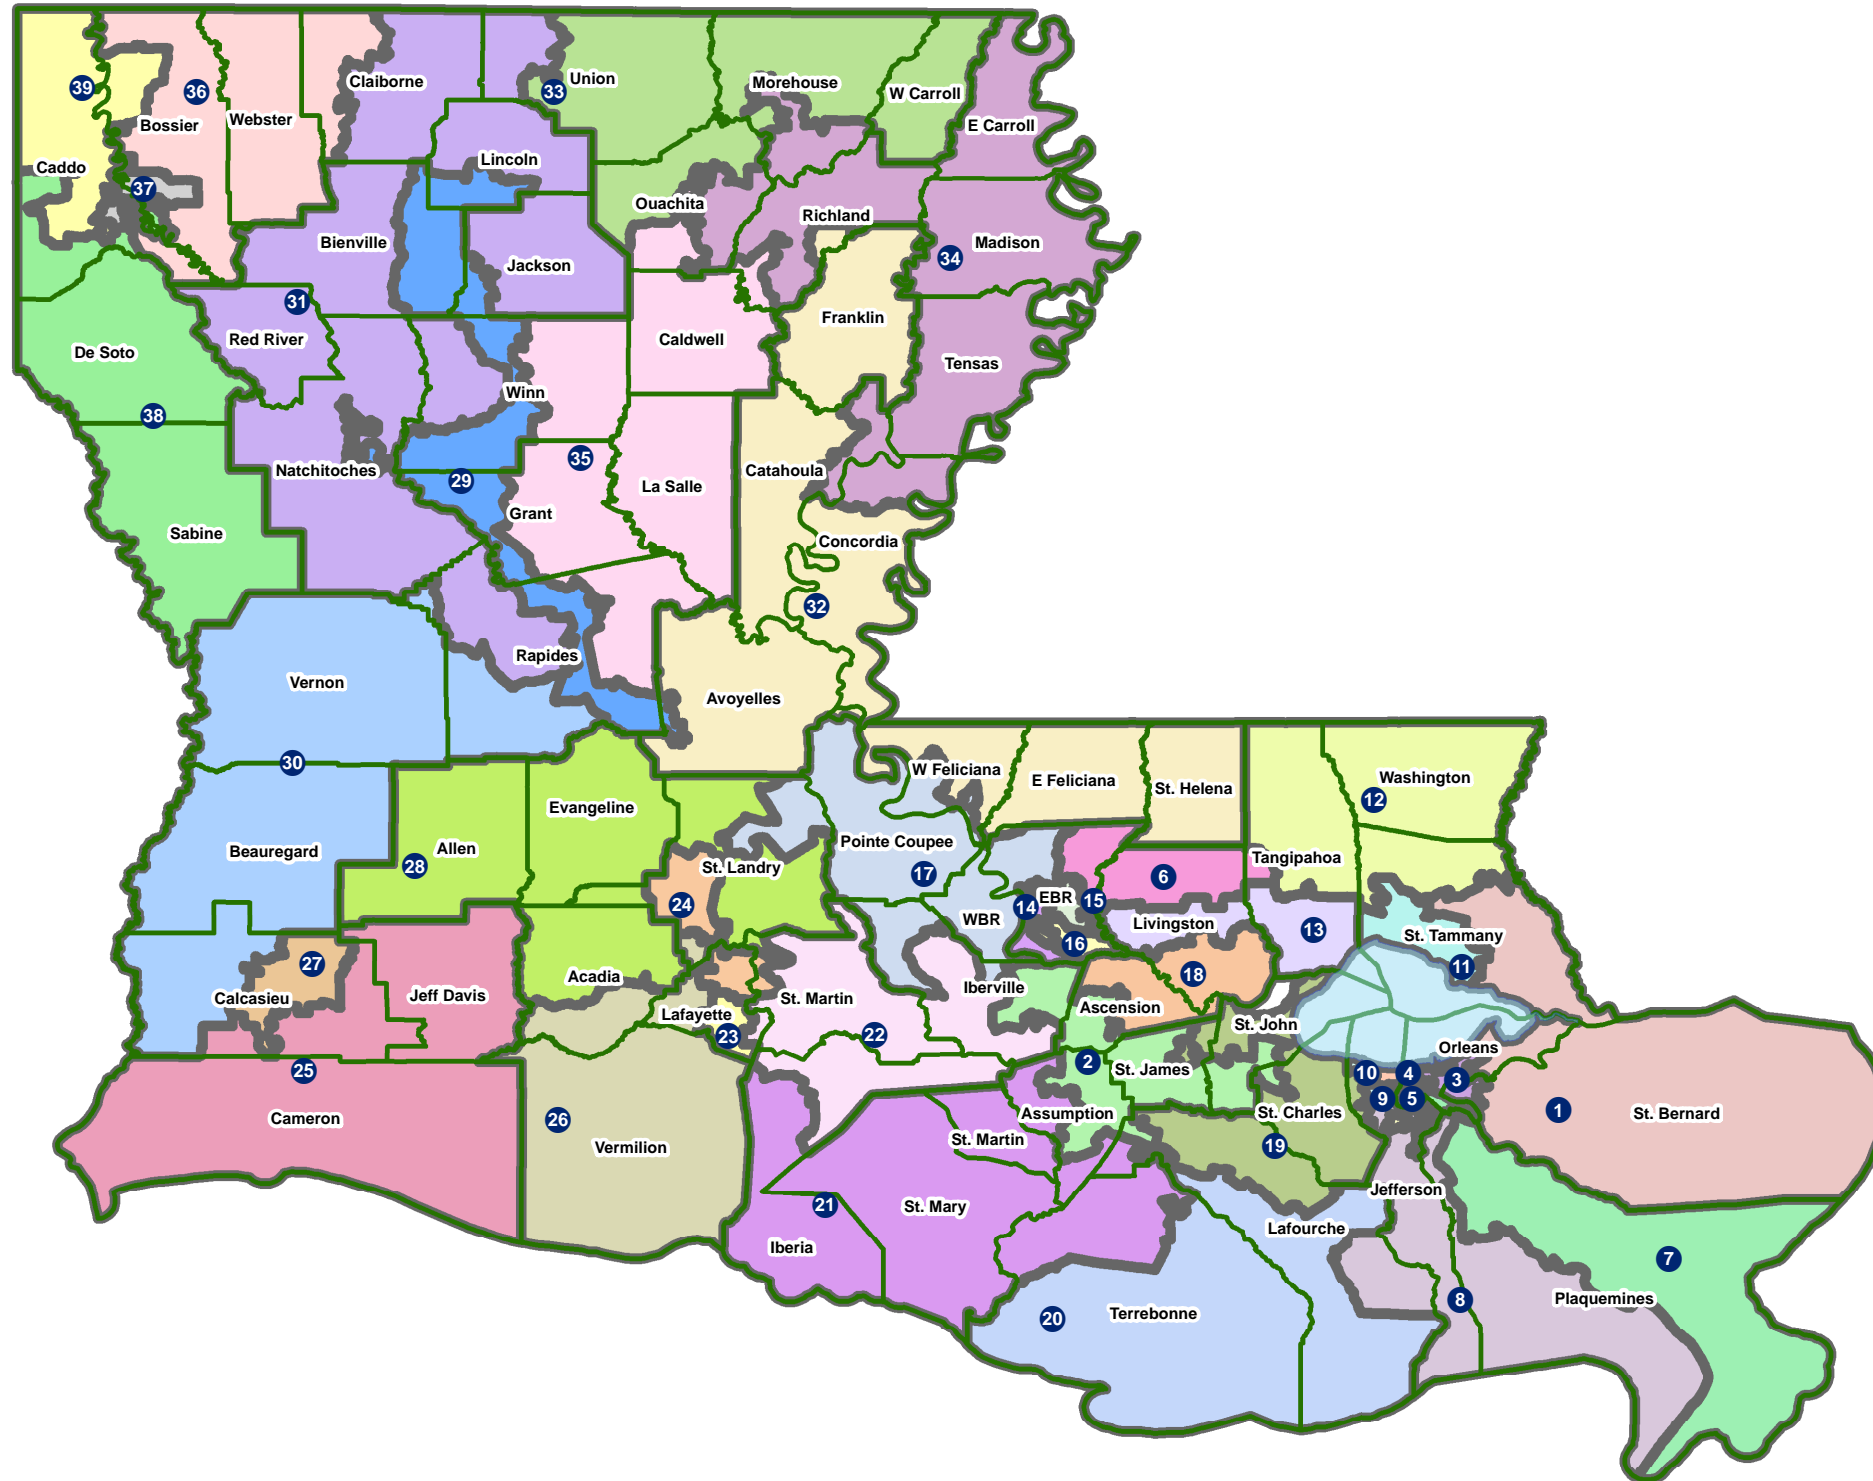 Union
33
Claiborne
Morehouse
39
36
W Carroll
Webster
Bossier
E Carroll
Lincoln
Caddo
37
Ouachita
Richland
Bienville
Madison
34
Jackson
31
Franklin
Red River
Caldwell
De Soto
Tensas
Winn
38
35
Natchitoches
Catahoula
29
La Salle
Grant
Sabine
Concordia
32
Rapides
Vernon
Avoyelles
30
W Feliciana
E Feliciana
St. Helena
Washington
12
Evangeline
Pointe Coupee
Allen
Beauregard
Tangipahoa
28
St. Landry
17
6
EBR
15
24
14
WBR
Livingston
13
St. Tammany
16
27
11
18
Acadia
Iberville
Jeff Davis
Calcasieu
St. Martin
Ascension
Lafayette
St. John
23
22
Orleans
2
St. James
25
10
4
3
9
5
1
St. Bernard
Assumption
St. Charles
Cameron
26
St. Martin
Vermilion
19
Jefferson
21
St. Mary
Lafourche
Iberia
7
8
Plaquemines
20
Terrebonne